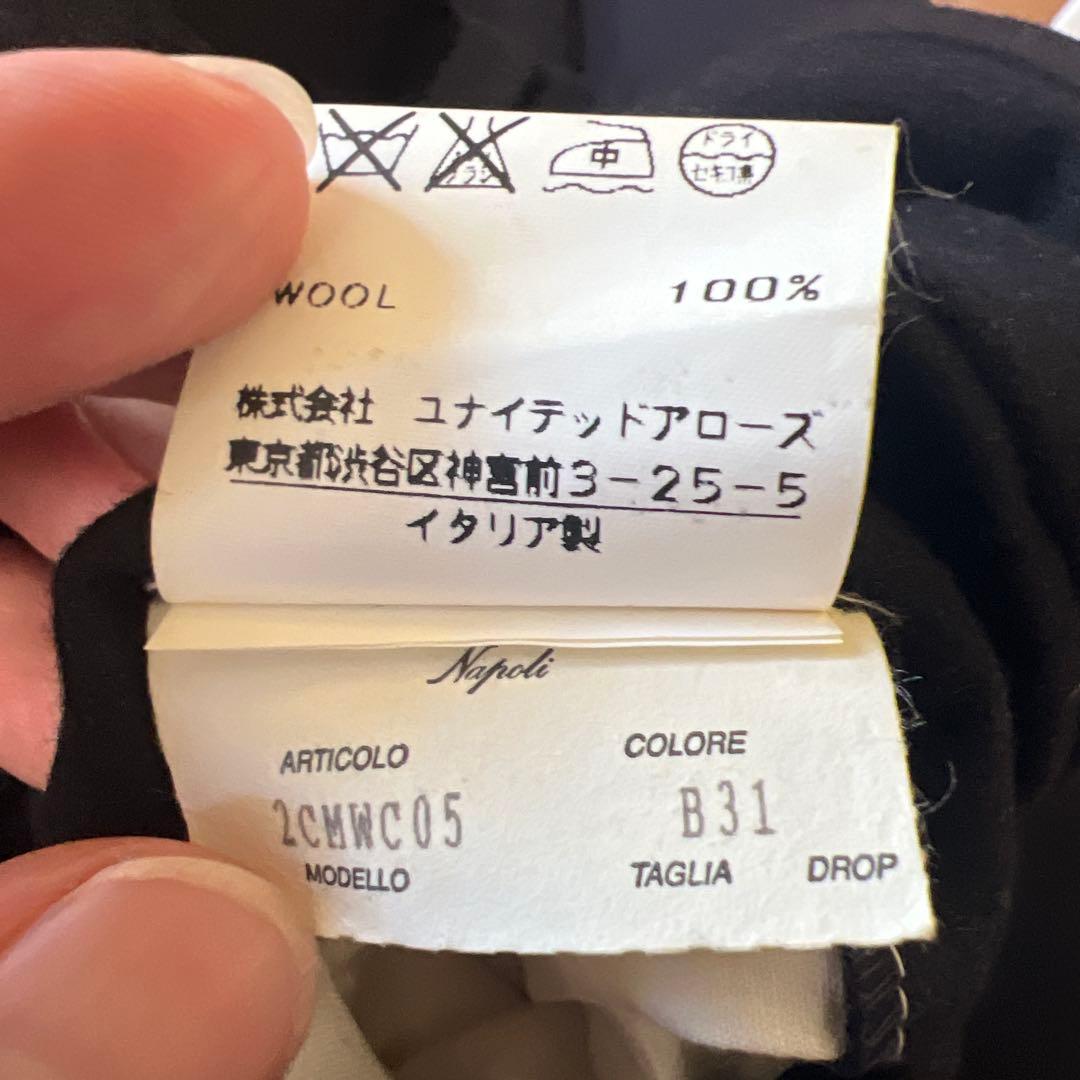 中 ドライ セキユ系
WOOL 100%
株式会社 ユナイテッドアローズ
東京都渋谷区神宮前3-25-5
イタリア製
Napoli
ARTICOLO COLORE
2CMWC05 B31
MODELLO TAGLIA DROP